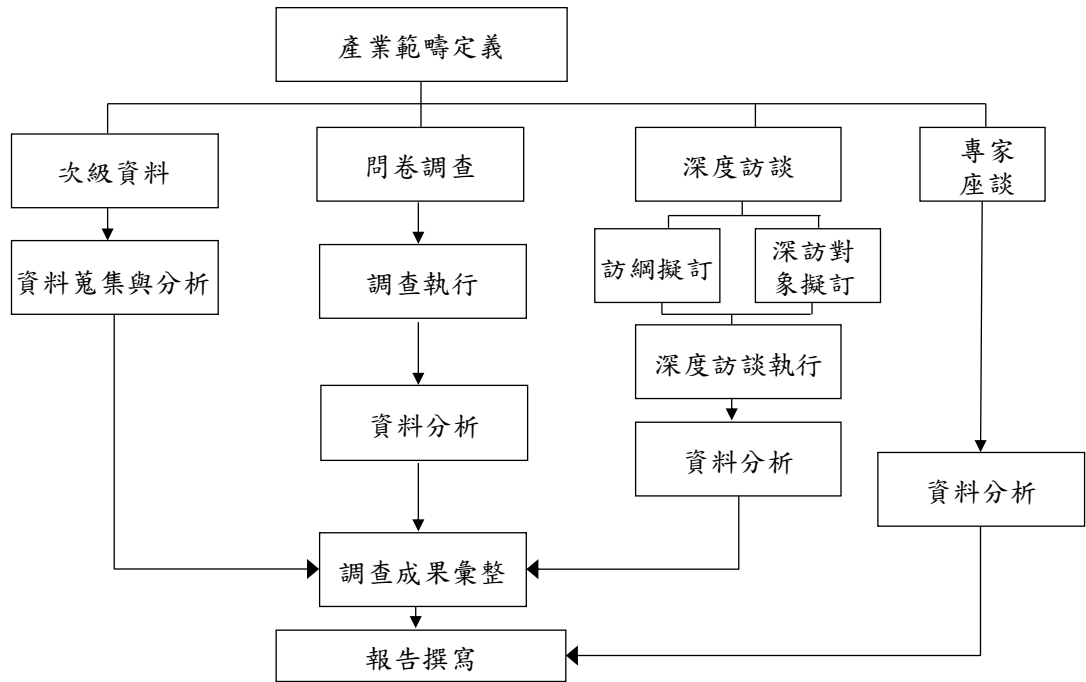 產業範疇定義
次級資料
問卷調查
深度訪談
專家
座談
資料蒐集與分析
調查執行
訪綱擬訂
深訪對
象擬訂
深度訪談執行
資料分析
資料分析
資料分析
調查成果彙整
報告撰寫